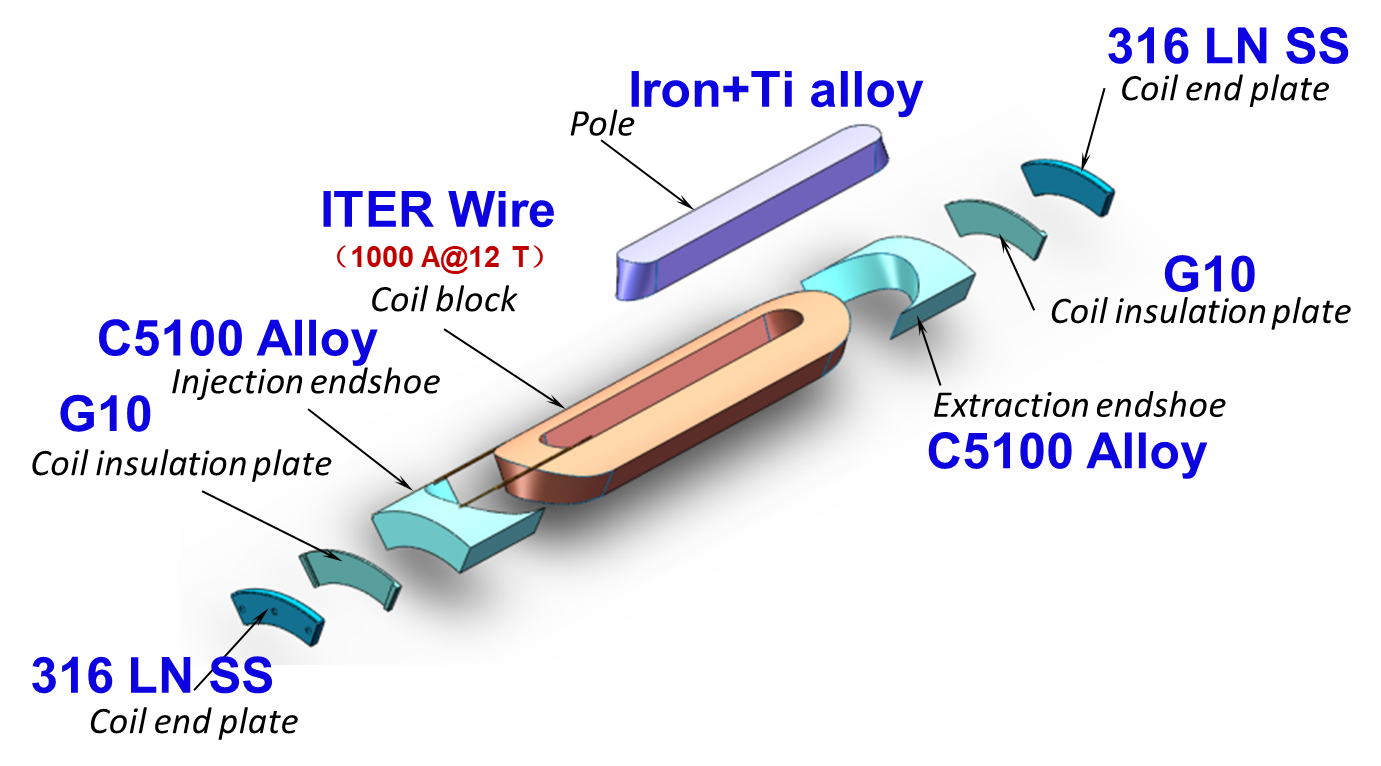 316 LN SS
Coil end plate
Iron+Ti alloy
Pole
ITER Wire
（1000 A@12 T）
Coil block
G10
Coil insulation plate
C5100 Alloy
Injection endshoe
G10
Coil insulation plate
Extraction endshoe
C5100 Alloy
316 LN SS
Coil end plate